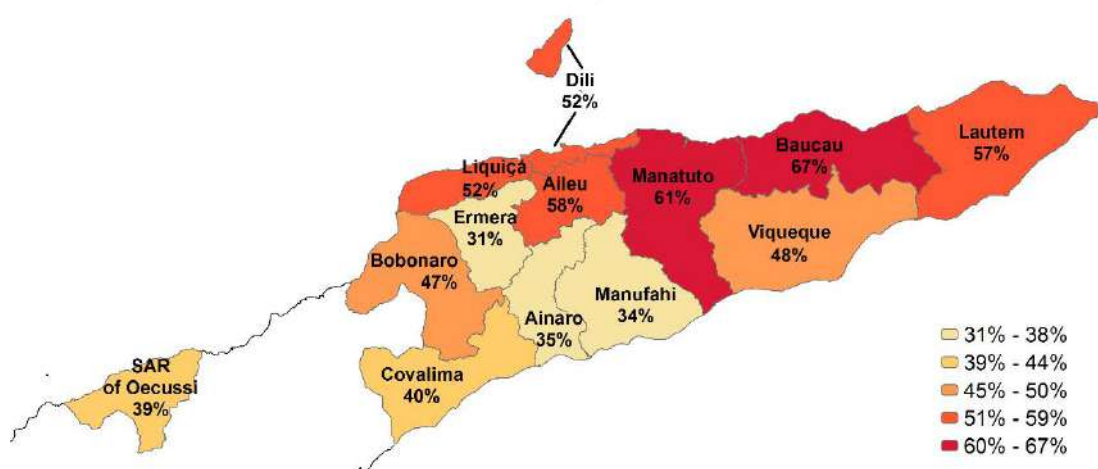 Dili
52%
Lautem
57%
Baucau
67%
Manatuto
61%
Liquiçá
52%
Aileu
58%
Ermera
31%
Viqueque
48%
Bobonaro
47%
Manufahi
34%
Ainaro
35%
Covalima
40%
SAR
of Oecussi
39%
31% - 38%
39% - 44%
45% - 50%
51% - 59%
60% - 67%